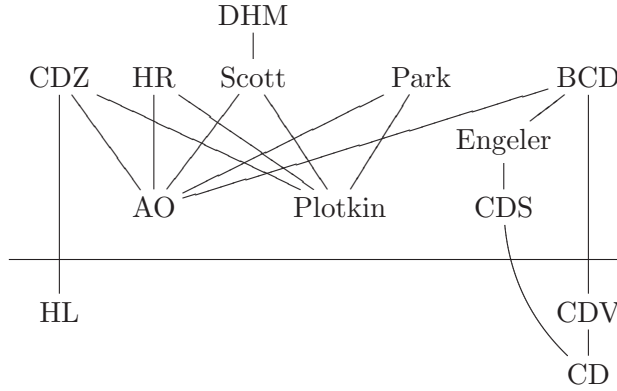 DHM
CDZ HR Scott Park BCD
Engeler
AO Plotkin CDS
HL CDV
CD